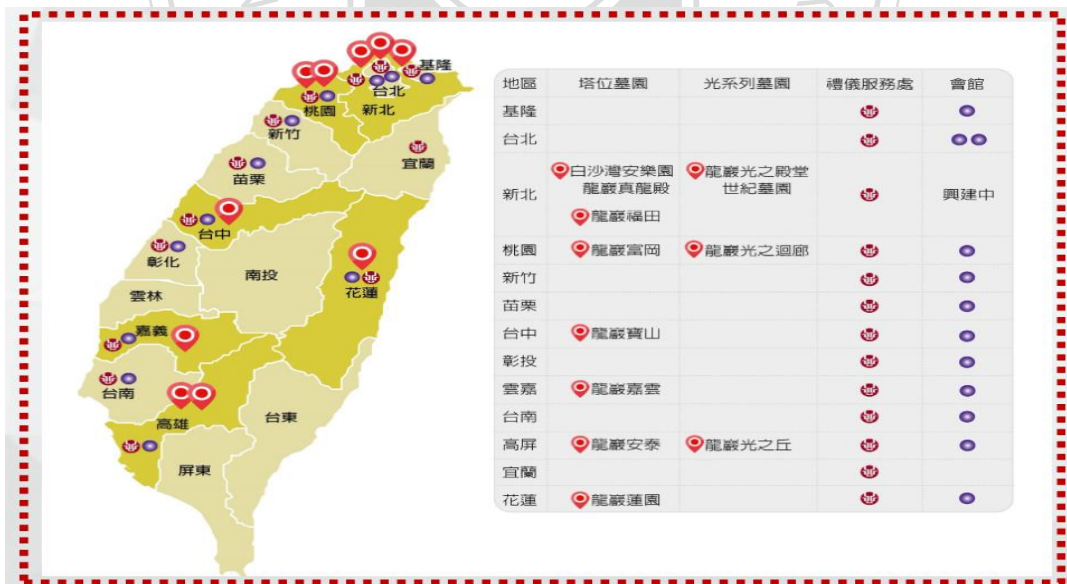 基隆
台北
新北
桃園
新竹
宜蘭
苗栗
台中
彰化
南投
花蓮
雲林
嘉義
台南
高雄
台東
屏東
地區 塔位墓園 光系列墓園 禮儀服務處 會館
基隆
台北
新北 白沙灣安樂園 龍巖真龍殿 龍巖福田 龍巖光之殿堂 世紀墓園 興建中
桃園 龍巖富岡 龍巖光之迴廊
新竹
苗栗
台中 龍巖寶山
彰投
雲嘉 龍巖嘉雲
台南
高屏 龍巖安泰 龍巖光之丘
宜蘭
花蓮 龍巖蓮園